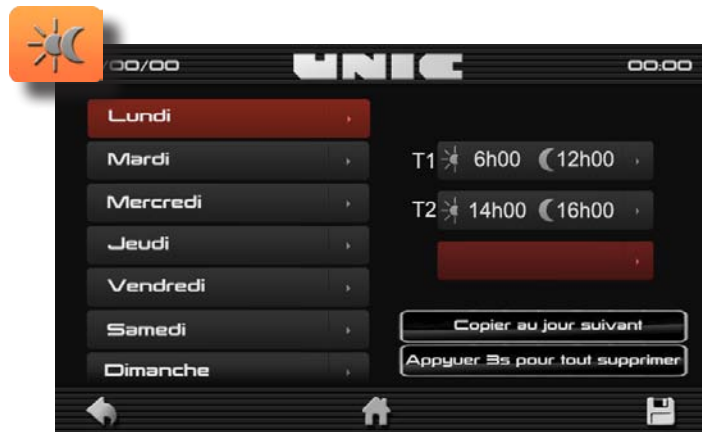 /00/00
UNIC
00:00
Lundi
Mardi
Mercredi
Jeudi
Vendredi
Samedi
Dimanche
T1 6h00 12h00
T2 14h00 16h00
Copier au jour suivant
Appyuer 3s pour tout supprimer